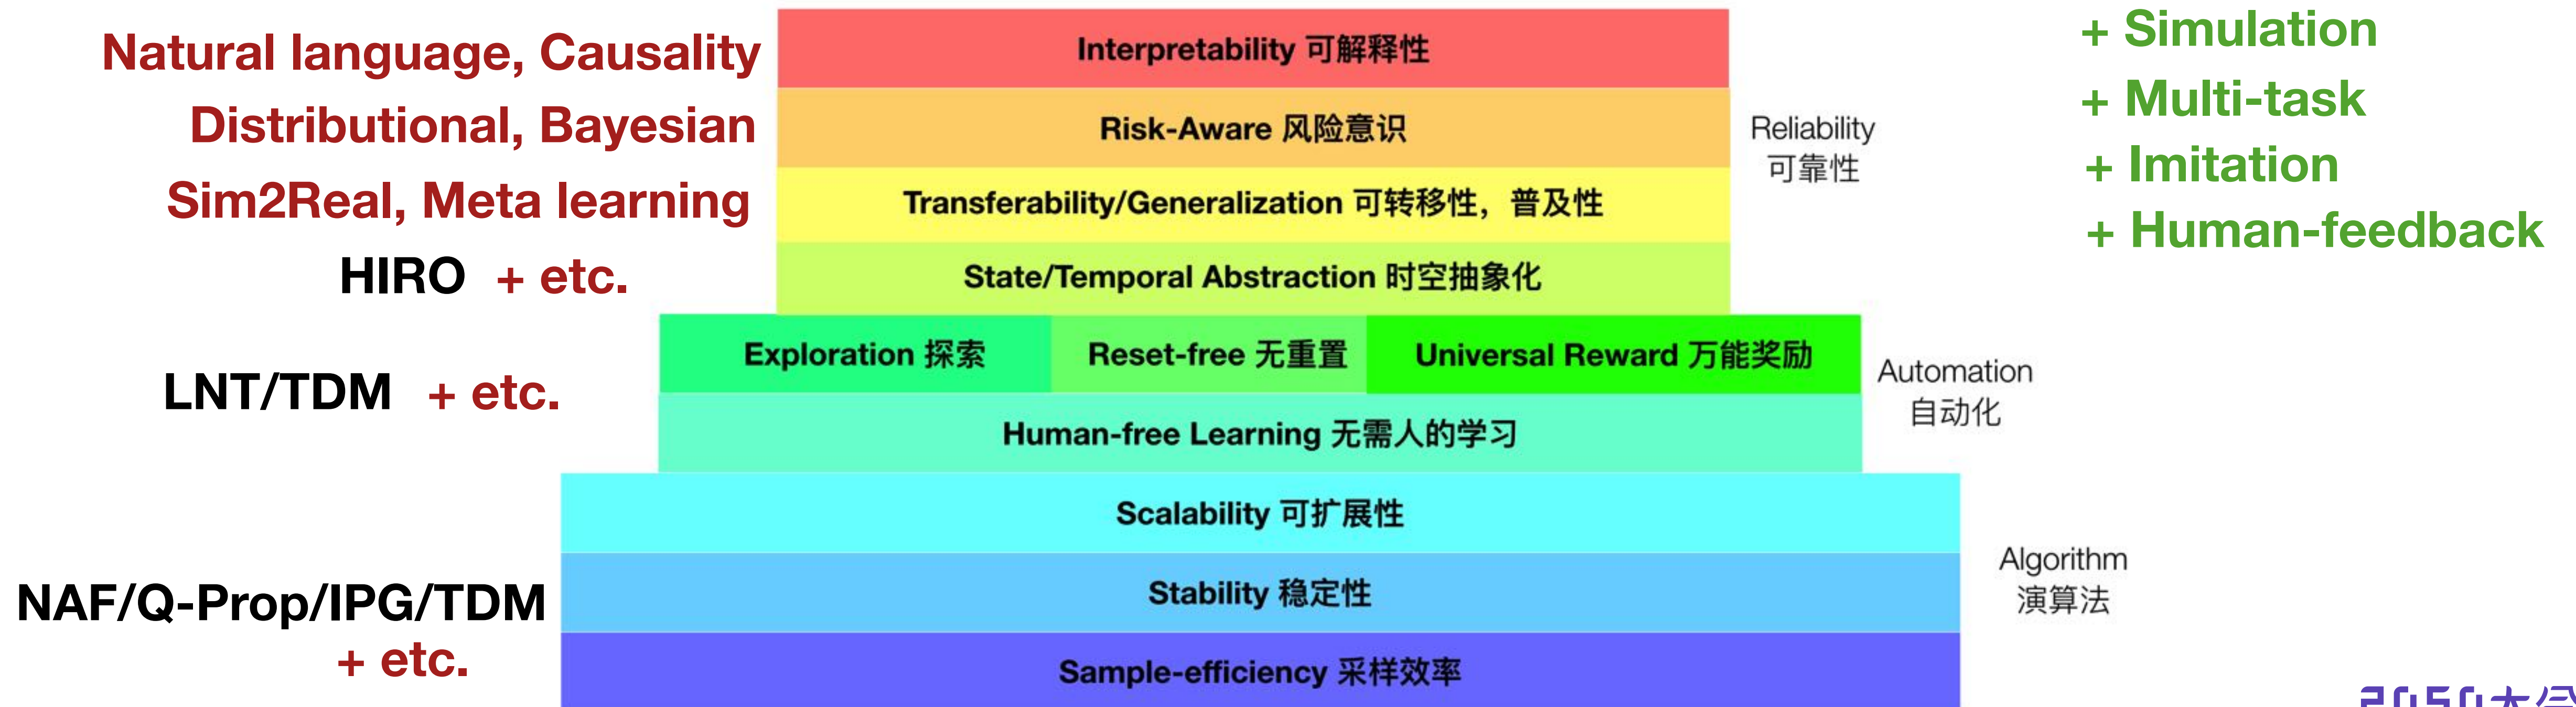 Natural language, Causality
Interpretability 可解释性
+ Simulation
Distributional, Bayesian
Risk-Aware 风险意识
Reliability
可靠性
+ Multi-task
Sim2Real, Meta learning
Transferability/Generalization 可转移性，普及性
+ Imitation
HIRO + etc.
State/Temporal Abstraction 时空抽象化
+ Human-feedback
LNT/TDM + etc.
Exploration 探索
Reset-free 无重置
Universal Reward 万能奖励
Automation
自动化
Human-free Learning 无需人的学习
Scalability 可扩展性
NAF/Q-Prop/IPG/TDM
+ etc.
Stability 稳定性
Algorithm
演算法
Sample-efficiency 采样效率